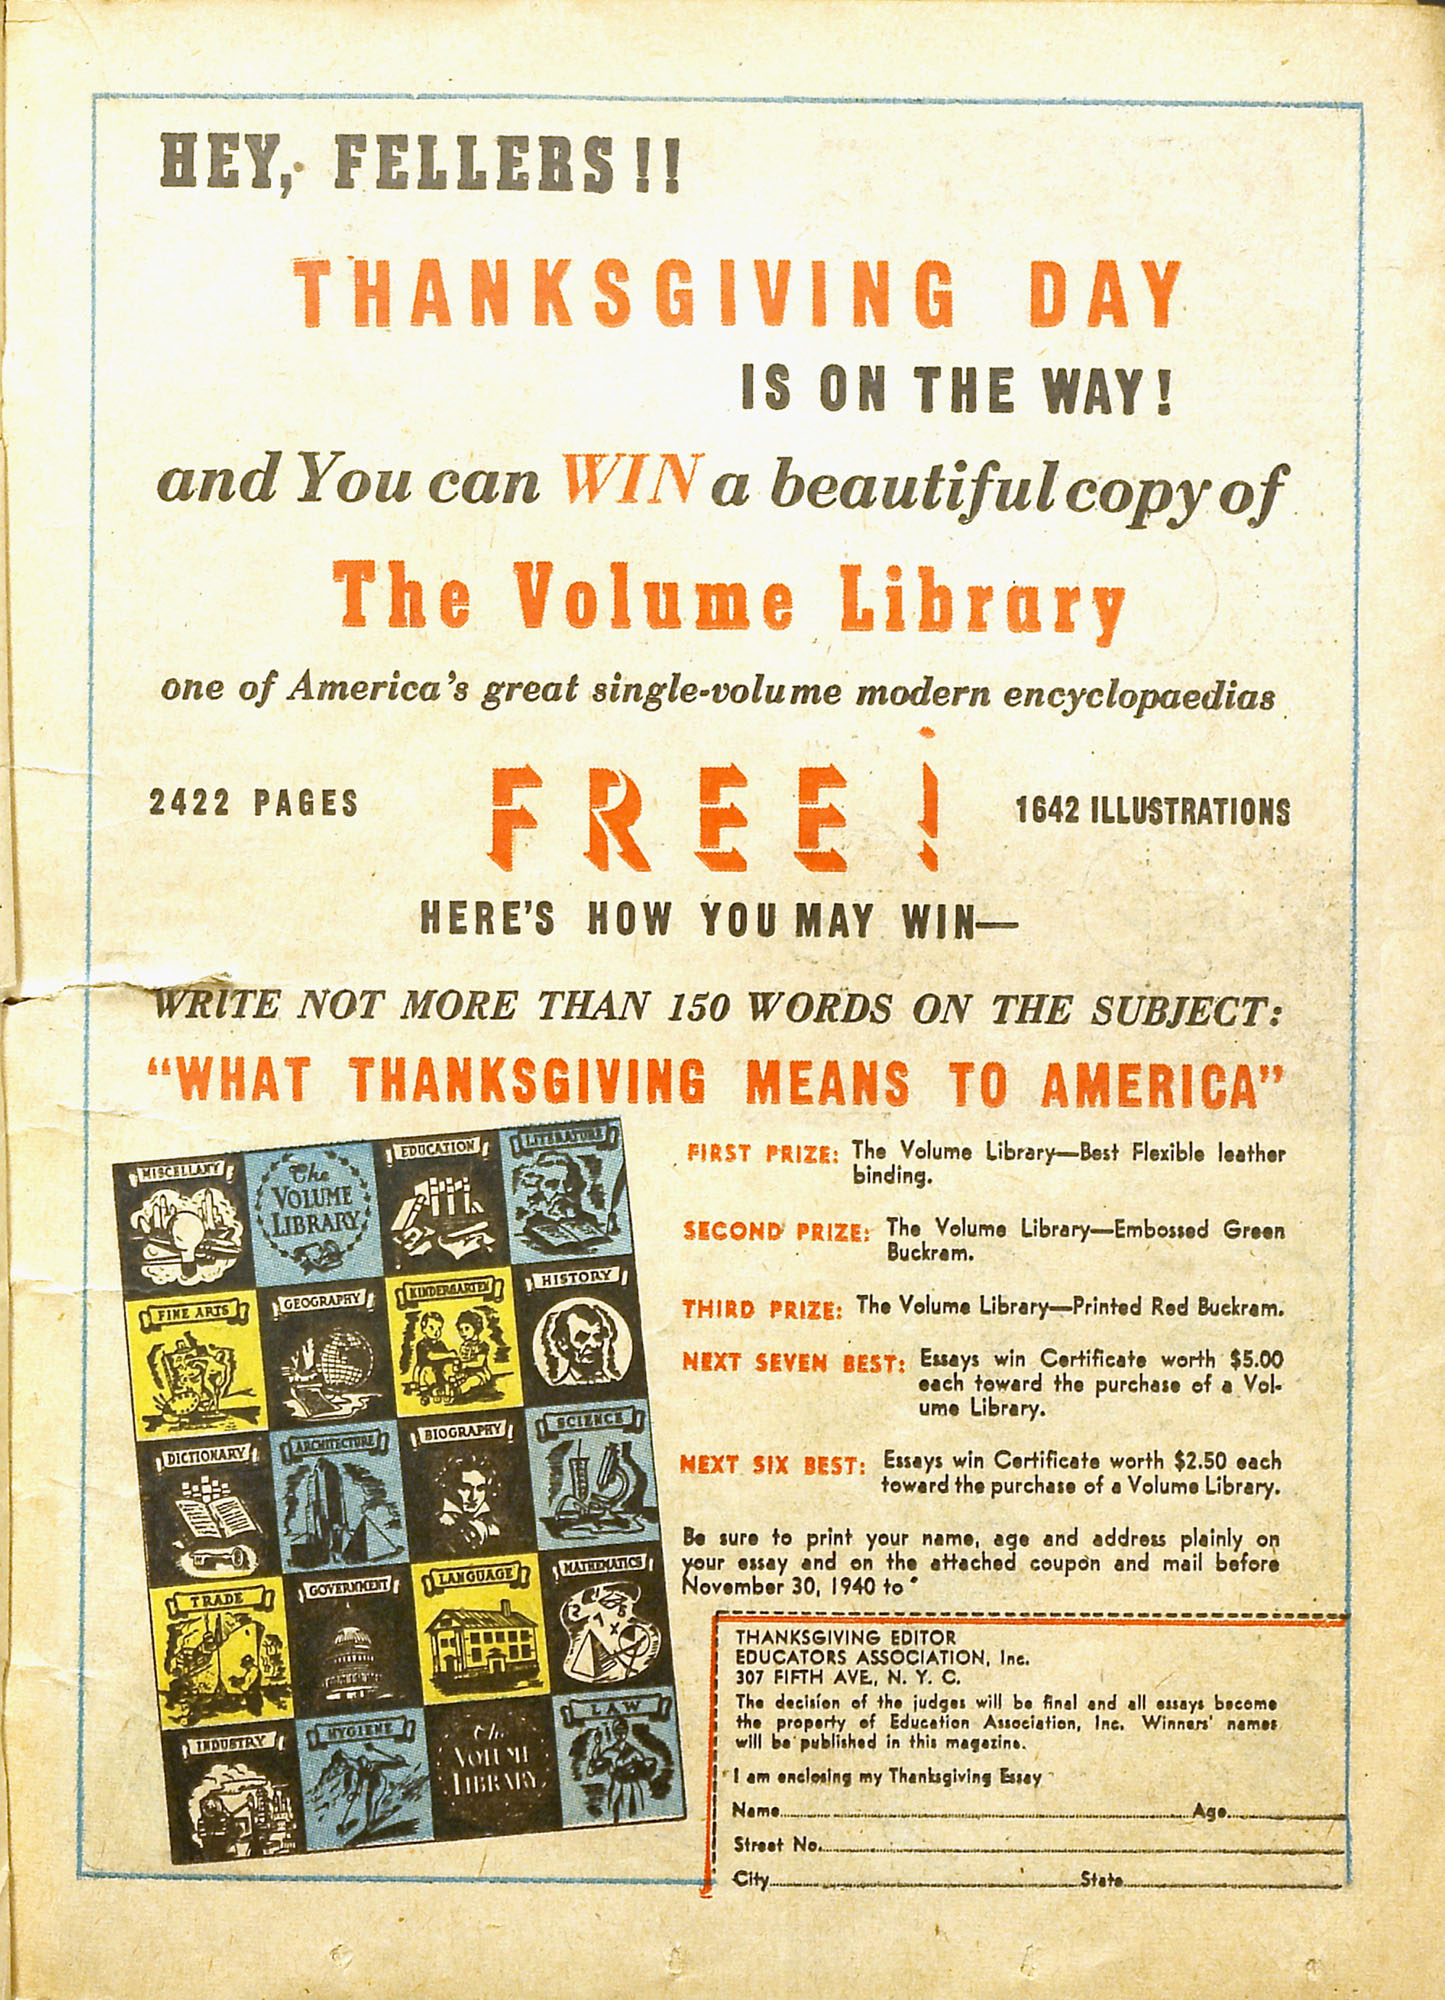 HEY, FELLERS!!
THANKSGIVING DAY
IS ON THE WAY!
and You can WIN a beautiful copy of
The Volume Library
one of America's great single-volume modern encyclopaedias
2422 PAGES
FREE!
1642 ILLUSTRATIONS
HERE'S HOW YOU MAY WIN—
WRITE NOT MORE THAN 150 WORDS ON THE SUBJECT:
"WHAT THANKSGIVING MEANS TO AMERICA"
MISCELLANY
The
VOLUME
LIBRARY
EDUCATION
LITERATURE
FINE ARTS
GEOGRAPHY
KINDERGARTEN
HISTORY
DICTIONARY
ARCHITECTURE
BIOGRAPHY
SCIENCE
TRADE
GOVERNMENT
LANGUAGE
MATHEMATICS
INDUSTRY
HYGIENE
The
VOLUME
LIBRARY
LAW
FIRST PRIZE: The Volume Library—Best Flexible leather
binding.
SECOND PRIZE: The Volume Library—Embossed Green
Buckram.
THIRD PRIZE: The Volume Library—Printed Red Buckram.
NEXT SEVEN BEST: Essays win Certificate worth $5.00
each toward the purchase of a Vol-
ume Library.
NEXT SIX BEST: Essays win Certificate worth $2.50 each
toward the purchase of a Volume Library.
Be sure to print your name, age and address plainly on
your essay and on the attached coupon and mail before
November 30, 1940 to
THANKSGIVING EDITOR
EDUCATORS ASSOCIATION, Inc.
307 FIFTH AVE., N. Y. C.
The decision of the judges will be final and all essays become
the property of Education Association, Inc. Winners' names
will be published in this magazine.
I am enclosing my Thanksgiving Essay
Name Age
Street No.
City State